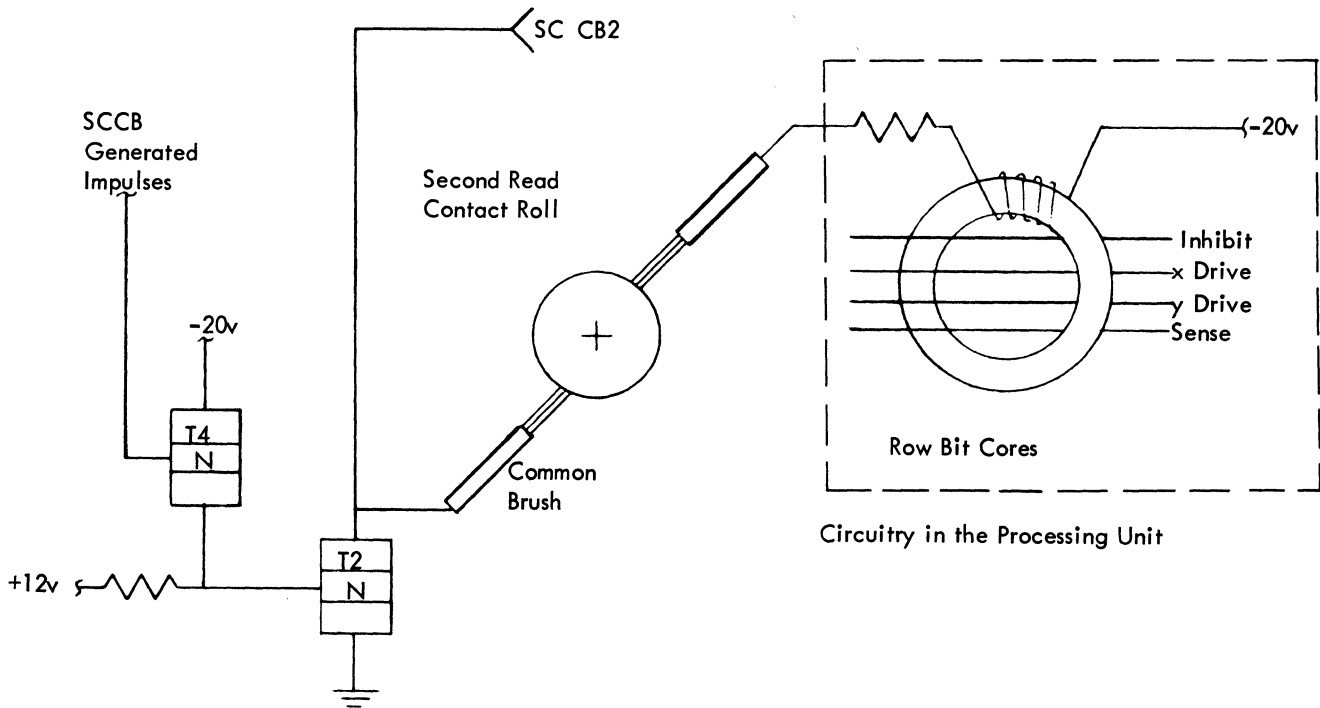 SC CB2
SCCB
Generated
Impulses
Second Read
Contact Roll
-20v
Inhibit
x Drive
y Drive
Sense
-20v
T4
N
Row Bit Cores
Common
Brush
Circuitry in the Processing Unit
T2
+12v
N